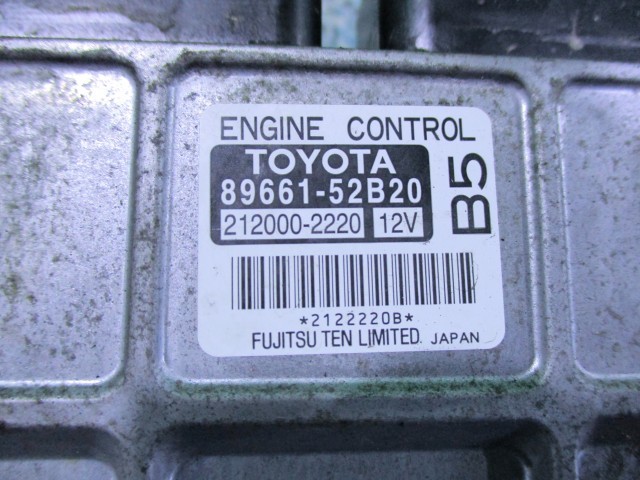 ENGINE CONTROL
TOYOTA
89661-52B20
212000-2220 12V
B5
*2122220B*
FUJITSU TEN LIMITED. JAPAN